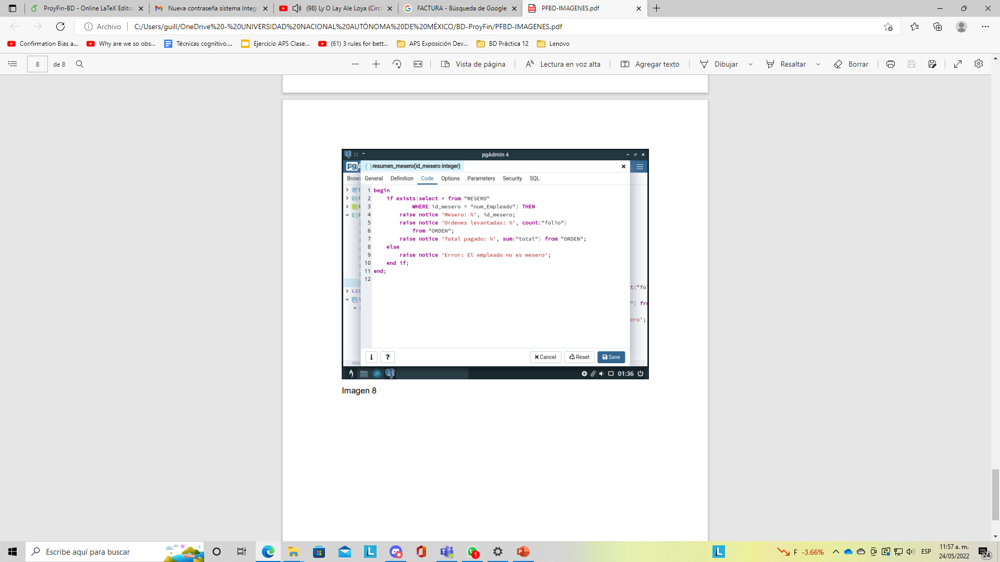 ProyFin-BD - Online LaTeX Editor
Nueva contraseña sistema Integr
(98) Ly O Lay Ale Loya (Circl
FACTURA - Búsqueda de Google
PFBD-IMAGENES.pdf
Archivo
C:/Users/guill/OneDrive%20-%20UNIVERSIDAD%20NACIONAL%20AUTÓNOMA%20DE%20MÉXICO/BD-ProyFin/PFBD-IMAGENES.pdf
Confirmation Bias a...
Why are we so obs...
Técnicas cognitivo....
Ejercicio APS Clase...
(61) 3 rules for bett...
APS Exposición Dev...
BD Práctica 12
Lenovo
8
de 8
Vista de página
Lectura en voz alta
Agregar texto
Dibujar
Resaltar
Borrar
pgAdmin 4
pgA
resumen_mesero(id_mesero integer)
Brows
General Definition Code Options Parameters Security SQL
1 begin
2 if exists(select * from "MESERO"
3 WHERE id_mesero = "num_Empleado") THEN
4 raise notice 'Mesero: %', id_mesero;
5 raise notice 'Ordenes levantadas: %', count("folio")
6 from "ORDEN";
7 raise notice 'Total pagado: %', sum("total") from "ORDEN";
8 else
9 raise notice 'Error: El empleado no es mesero';
10 end if;
11 end;
12
t("fo
") fro
ero';
i
?
Cancel
Reset
Save
01:36
Imagen 8
Escribe aquí para buscar
F -3.66%
ESP
11:57 a. m.
24/05/2022
24